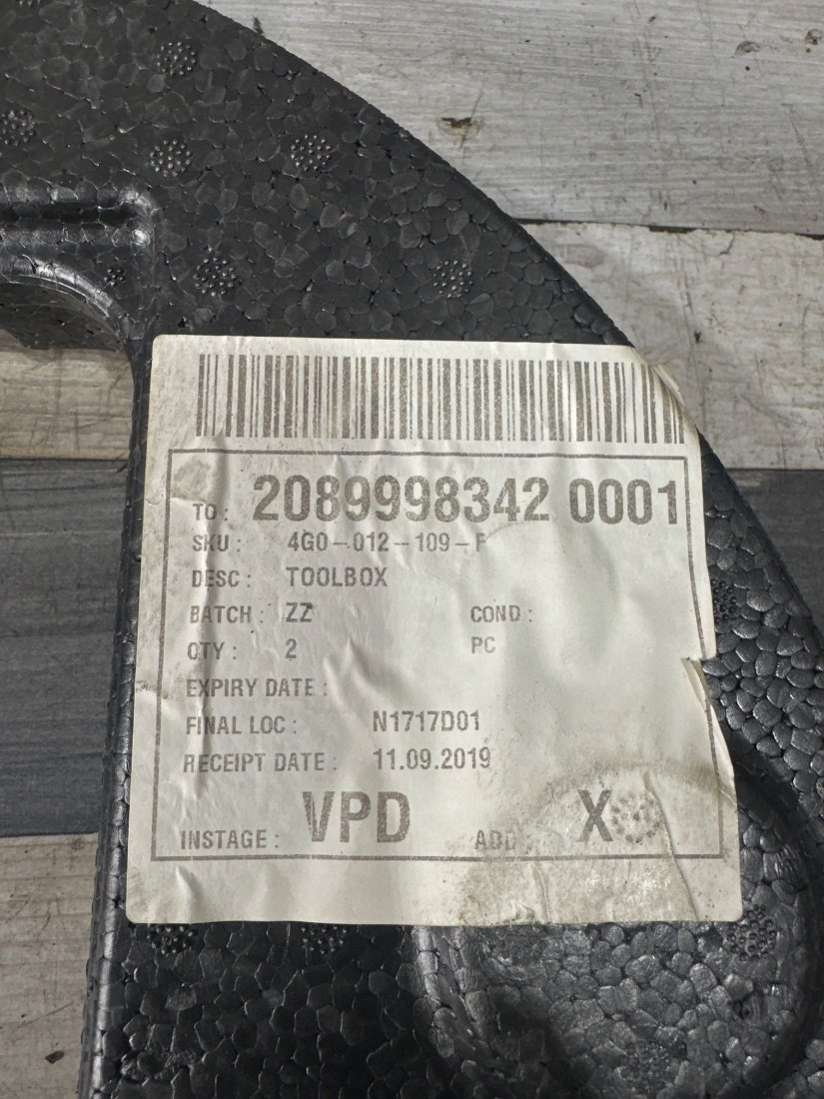 TO: 2089998342 0001
SKU: 4G0-012-109-F
DESC: TOOLBOX
BATCH: ZZ COND:
QTY: 2 PC
EXPIRY DATE:
FINAL LOC: N1717D01
RECEIPT DATE: 11.09.2019
INSTAGE: VPD ADD X